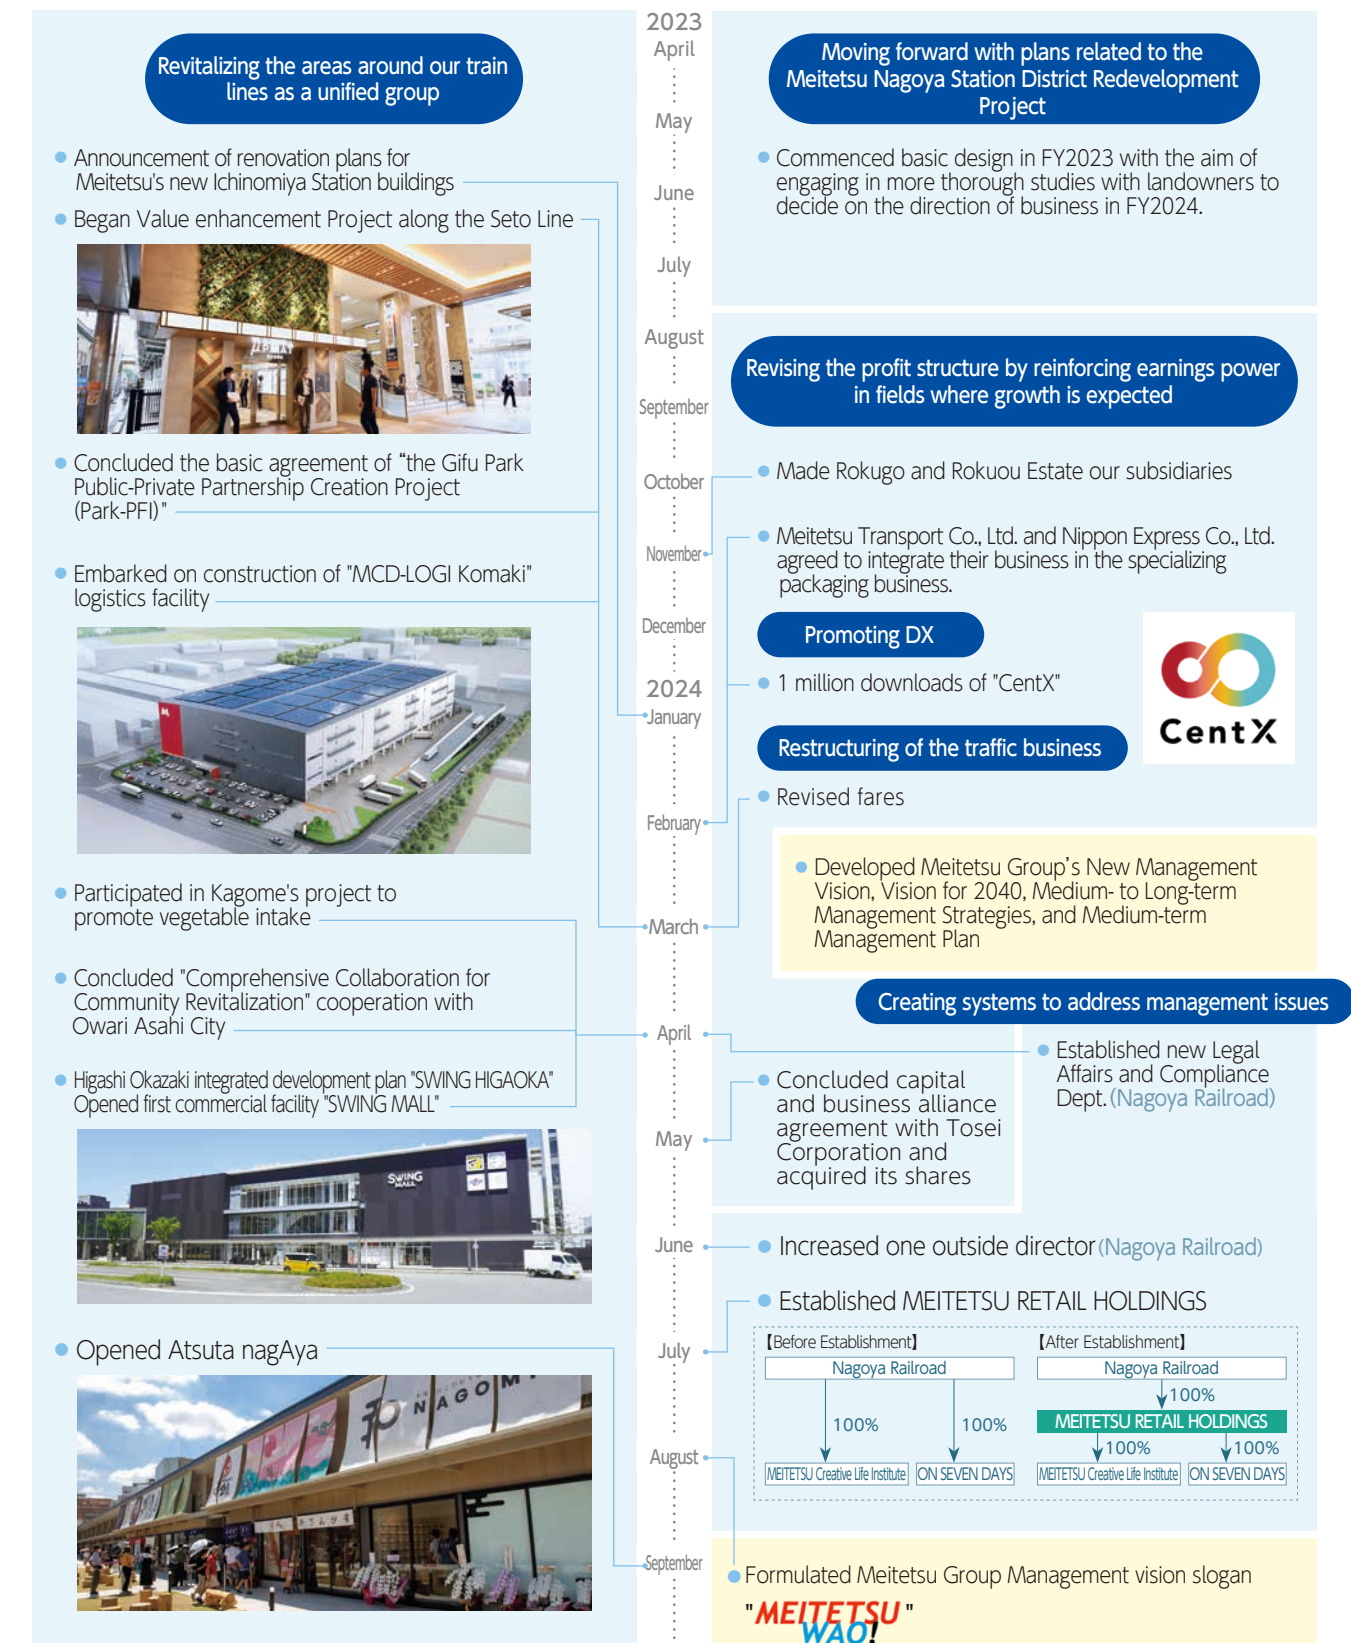 Revitalizing the areas around our train
lines as a unified group
Announcement of renovation plans for
Meitetsu's new Ichinomiya Station buildings
Began Value enhancement Project along the Seto Line
Concluded the basic agreement of “the Gifu Park
Public-Private Partnership Creation Project
(Park-PFI)"
Embarked on construction of "MCD-LOGI Komaki"
logistics facility
Participated in Kagome's project to
promote vegetable intake
Concluded "Comprehensive Collaboration for
Community Revitalization" cooperation with
Owari Asahi City
Higashi Okazaki integrated development plan "SWING HIGAOKA"
Opened first commercial facility "SWING MALL"
SWING
MALL
Opened Atsuta nagAya
NAGOMY
2023
April
May
June
July
August
September
October
November
December
2024
January
February
March
April
May
June
July
August
September
Moving forward with plans related to the
Meitetsu Nagoya Station District Redevelopment
Project
Commenced basic design in FY2023 with the aim of
engaging in more thorough studies with landowners to
decide on the direction of business in FY2024.
Revising the profit structure by reinforcing earnings power
in fields where growth is expected
Made Rokugo and Rokuou Estate our subsidiaries
Meitetsu Transport Co., Ltd. and Nippon Express Co., Ltd.
agreed to integrate their business in the specializing
packaging business.
Promoting DX
1 million downloads of "CentX"
CentX
Restructuring of the traffic business
Revised fares
Developed Meitetsu Group’s New Management
Vision, Vision for 2040, Medium- to Long-term
Management Strategies, and Medium-term
Management Plan
Creating systems to address management issues
Established new Legal
Affairs and Compliance
Dept. (Nagoya Railroad)
Concluded capital
and business alliance
agreement with Tosei
Corporation and
acquired its shares
Increased one outside director (Nagoya Railroad)
Established MEITETSU RETAIL HOLDINGS
【Before Establishment】
Nagoya Railroad
100%
100%
MEITETSU Creative Life Institute
ON SEVEN DAYS
【After Establishment】
Nagoya Railroad
100%
MEITETSU RETAIL HOLDINGS
100%
100%
MEITETSU Creative Life Institute
ON SEVEN DAYS
Formulated Meitetsu Group Management vision slogan
"MEITETSU"
WAO!